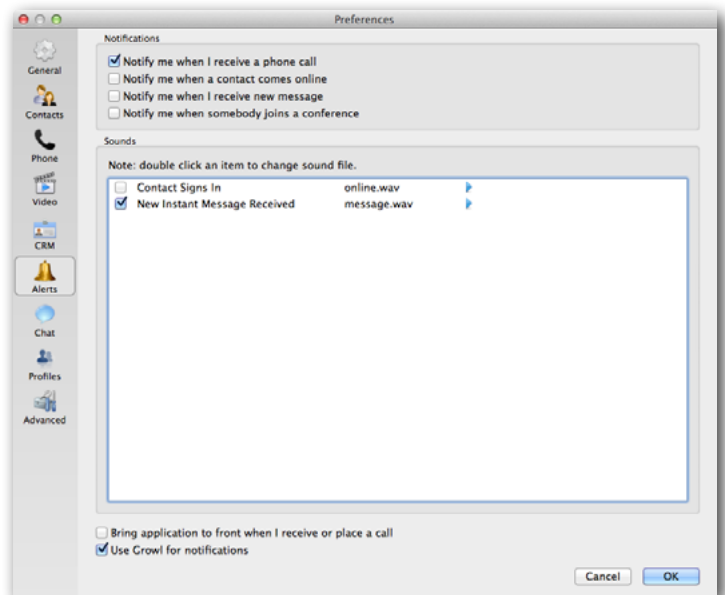 Preferences
General
Contacts
Phone
Video
CRM
Alerts
Chat
Profiles
Advanced
Notifications
Notify me when I receive a phone call
Notify me when a contact comes online
Notify me when I receive new message
Notify me when somebody joins a conference
Sounds
Note: double click an item to change sound file.
Contact Signs In online.wav
New Instant Message Received message.wav
Bring application to front when I receive or place a call
Use Growl for notifications
Cancel OK